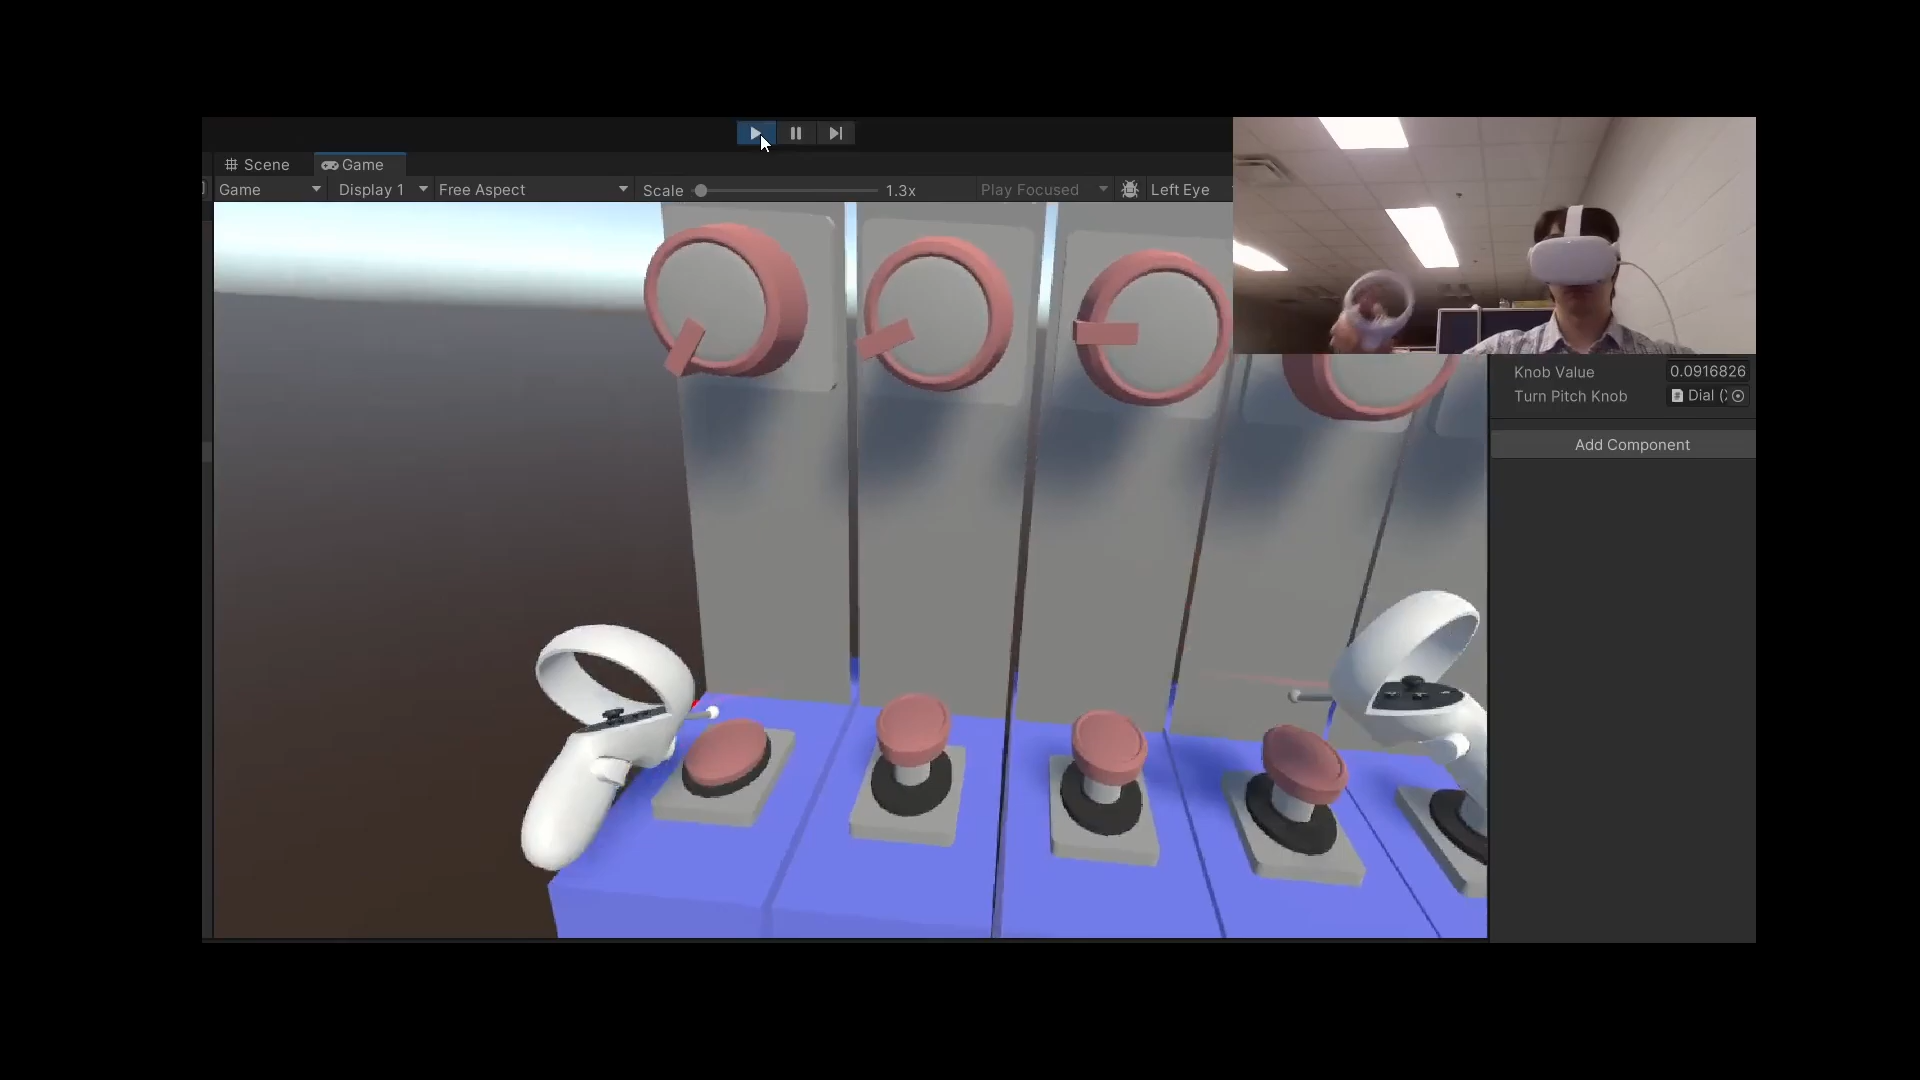 Scene
Game
Game
Display 1
Free Aspect
Scale
1.3x
Play Focused
Left Eye
Knob Value
0.0916826
Turn Pitch Knob
Dial (
Add Component